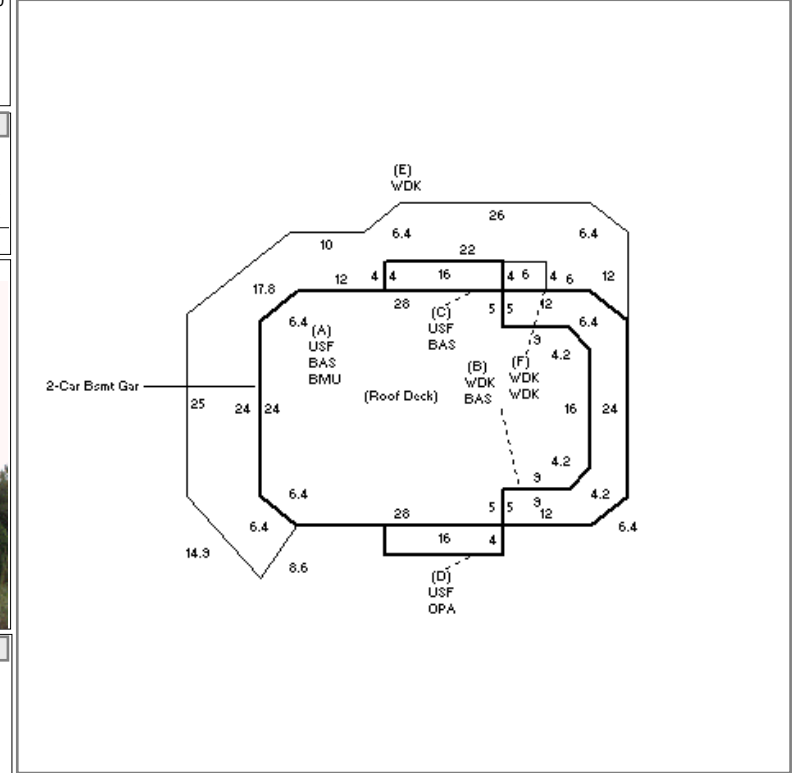 (E)
WDK
26
6.4
6.4
10
22
17.8
12
4
4
16
4
6
4
6
12
28
5
5
12
6.4
(A)
USF
BAS
BMU
(C)
USF
BAS
6.4
9
4.2
(B)
WDK
BAS
(F)
WDK
WDK
2-Car Bsmt Gar
(Roof Deck)
25
24
24
16
24
4.2
9
6.4
9
4.2
28
5
5
12
6.4
6.4
16
4
14.9
8.6
(D)
USF
OPA